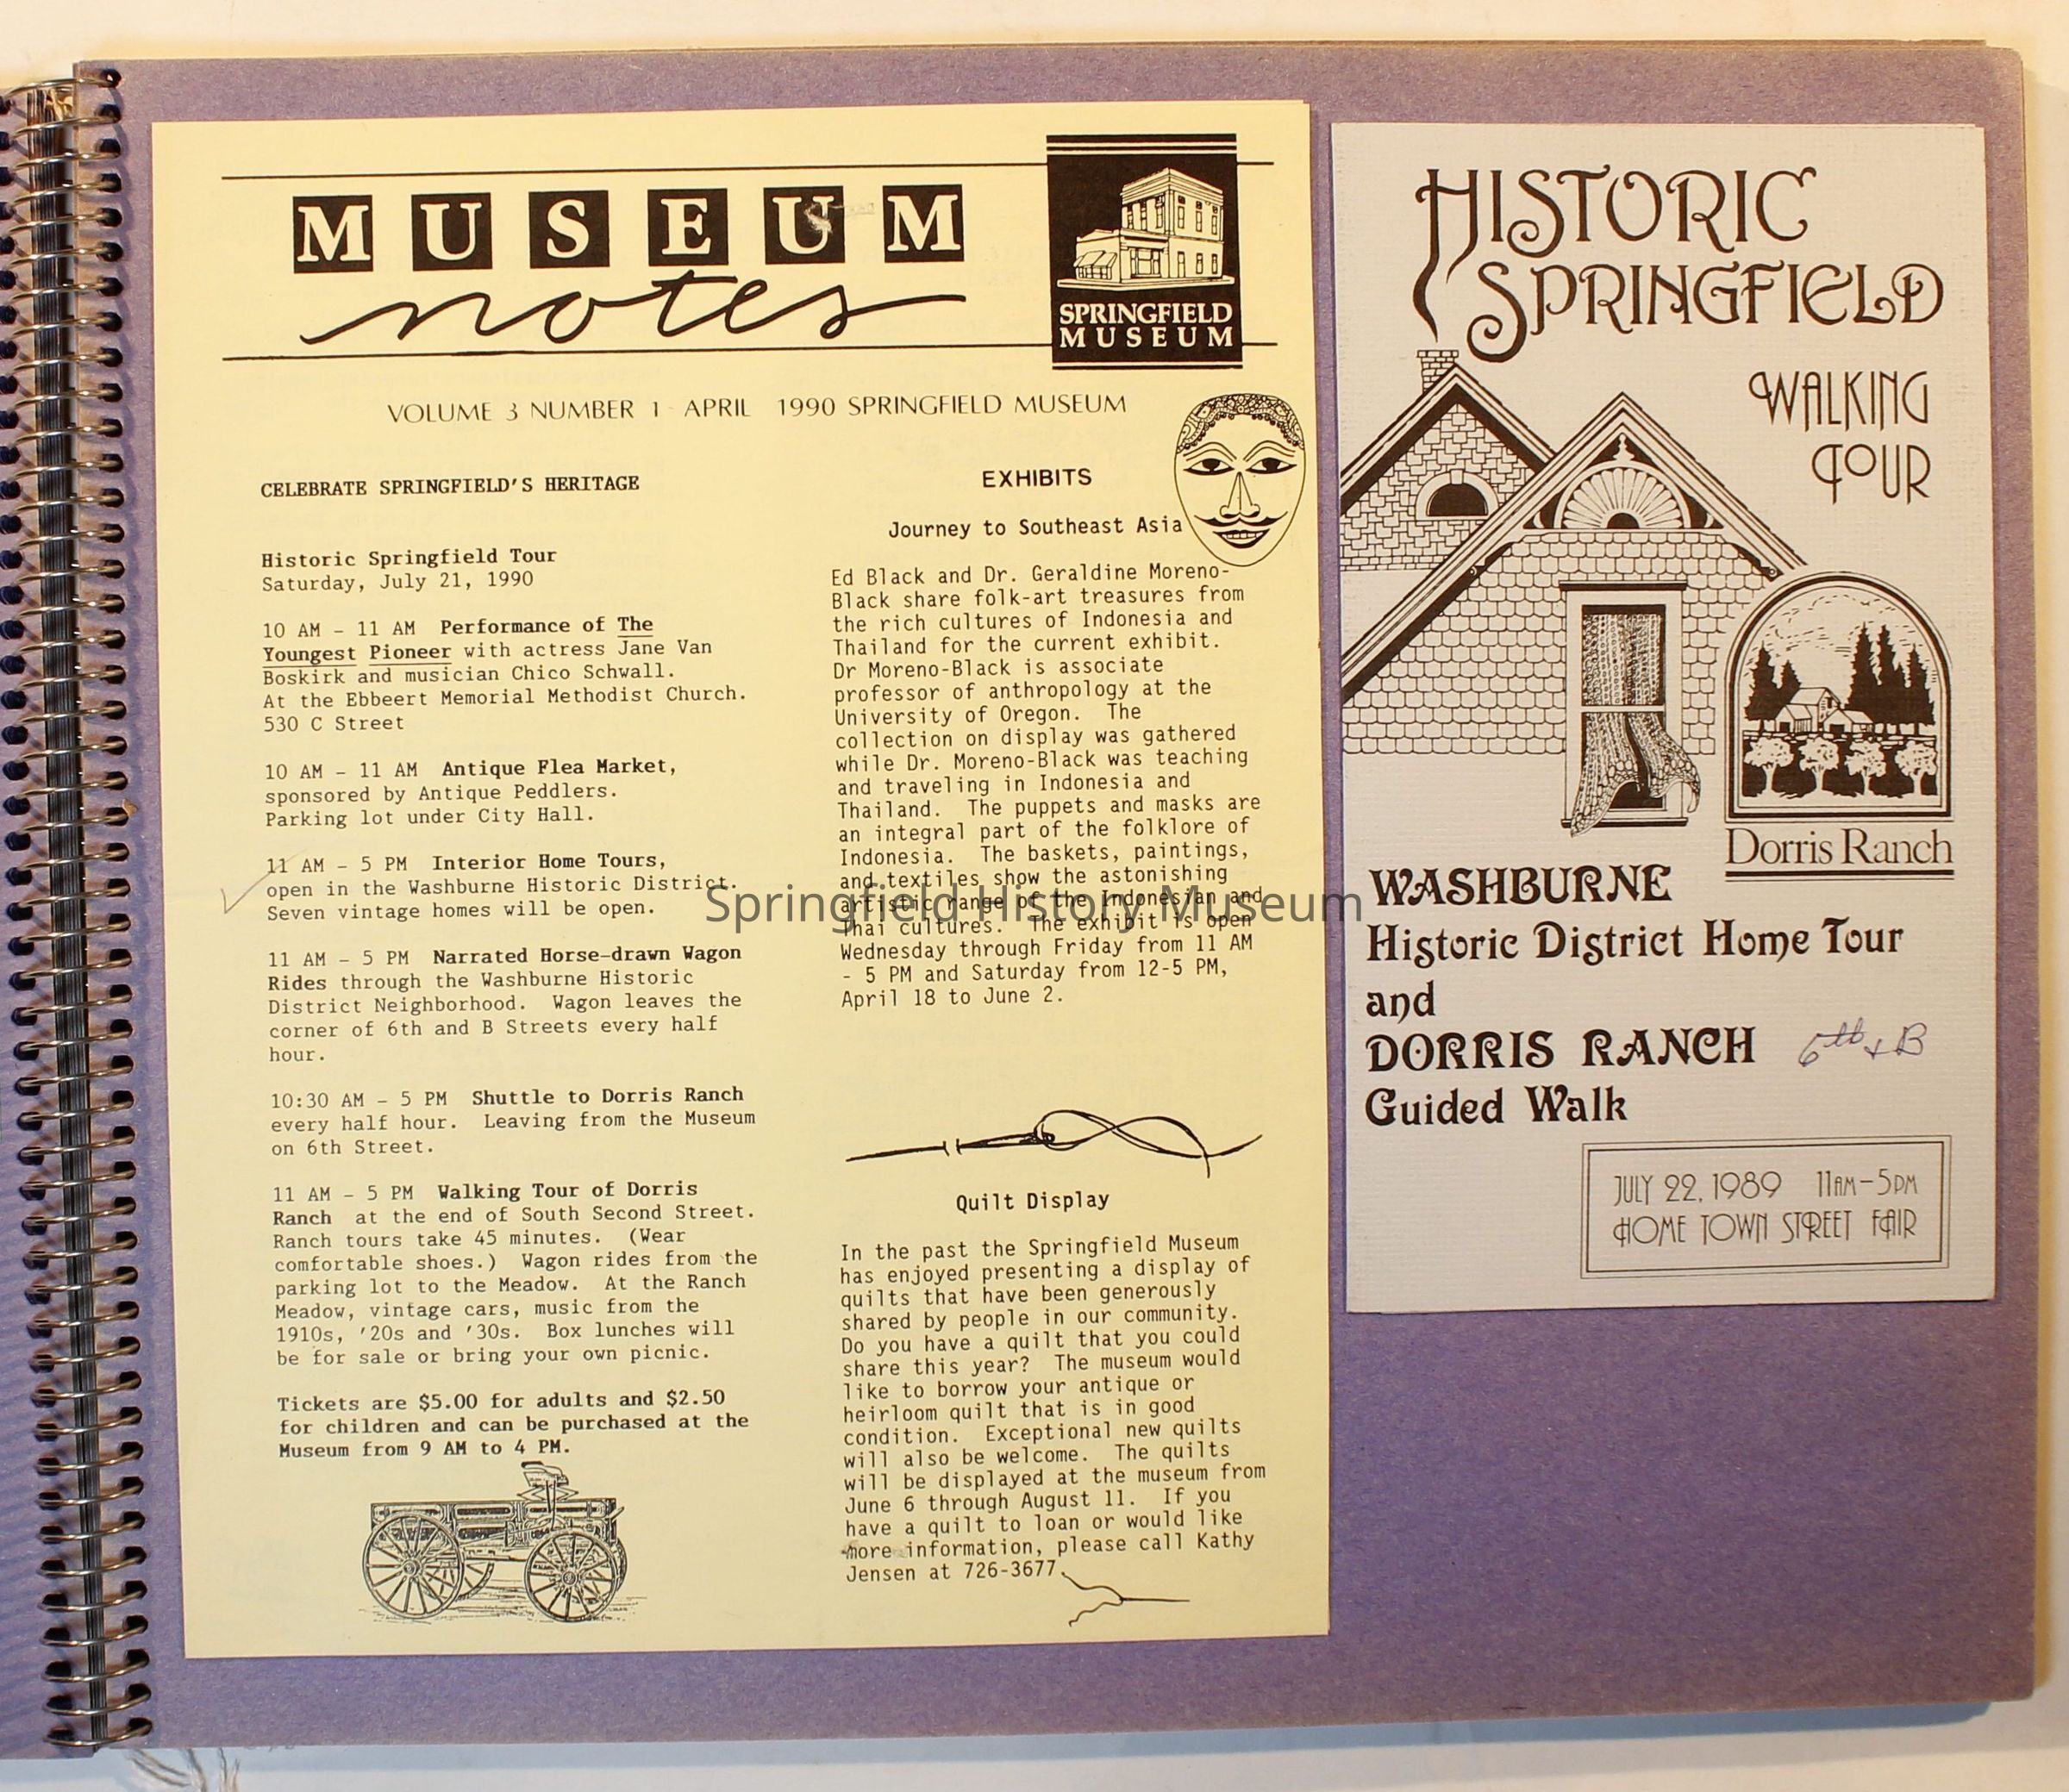 MUSEUM
notes
SPRINGFIELD
MUSEUM
VOLUME 3 NUMBER 1 APRIL 1990 SPRINGFIELD MUSEUM
CELEBRATE SPRINGFIELD'S HERITAGE
Historic Springfield Tour
Saturday, July 21, 1990
10 AM - 11 AM Performance of The
Youngest Pioneer with actress Jane Van
Boskirk and musician Chico Schwall.
At the Ebbeert Memorial Methodist Church.
530 C Street
10 AM - 11 AM Antique Flea Market,
sponsored by Antique Peddlers.
Parking lot under City Hall.
11 AM - 5 PM Interior Home Tours,
open in the Washburne Historic District.
Seven vintage homes will be open.
11 AM - 5 PM Narrated Horse-drawn Wagon
Rides through the Washburne Historic
District Neighborhood. Wagon leaves the
corner of 6th and B Streets every half
hour.
10:30 AM - 5 PM Shuttle to Dorris Ranch
every half hour. Leaving from the Museum
on 6th Street.
11 AM - 5 PM Walking Tour of Dorris
Ranch at the end of South Second Street.
Ranch tours take 45 minutes. (Wear
comfortable shoes.) Wagon rides from the
parking lot to the Meadow. At the Ranch
Meadow, vintage cars, music from the
1910s, '20s and '30s. Box lunches will
be for sale or bring your own picnic.
Tickets are $5.00 for adults and $2.50
for children and can be purchased at the
Museum from 9 AM to 4 PM.
EXHIBITS
Journey to Southeast Asia
Ed Black and Dr. Geraldine Moreno-
Black share folk-art treasures from
the rich cultures of Indonesia and
Thailand for the current exhibit.
Dr Moreno-Black is associate
professor of anthropology at the
University of Oregon. The
collection on display was gathered
while Dr. Moreno-Black was teaching
and traveling in Indonesia and
Thailand. The puppets and masks are
an integral part of the folklore of
Indonesia. The baskets, paintings,
and textiles show the astonishing
artistic range of the Indonesian and
Thai cultures. The exhibit is open
Wednesday through Friday from 11 AM
- 5 PM and Saturday from 12-5 PM,
April 18 to June 2.
Quilt Display
In the past the Springfield Museum
has enjoyed presenting a display of
quilts that have been generously
shared by people in our community.
Do you have a quilt that you could
share this year? The museum would
like to borrow your antique or
heirloom quilt that is in good
condition. Exceptional new quilts
will also be welcome. The quilts
will be displayed at the museum from
June 6 through August 11. If you
have a quilt to loan or would like
more information, please call Kathy
Jensen at 726-3677.
Springfield History Museum
HISTORIC
SPRINGFIELD
WALKING
TOUR
Dorris Ranch
WASHBURNE
Historic District Home Tour
and
DORRIS RANCH 6th + B
Guided Walk
JULY 22, 1989 11AM-5PM
HOME TOWN STREET FAIR